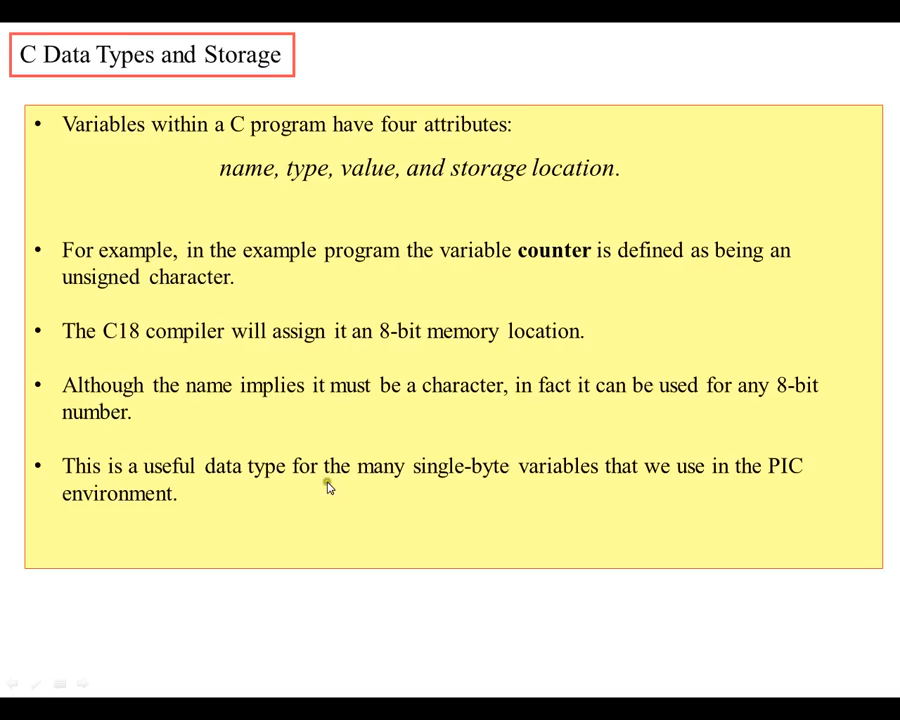 C Data Types and Storage
• Variables within a C program have four attributes:
name, type, value, and storage location.
• For example, in the example program the variable counter is defined as being an
unsigned character.
• The C18 compiler will assign it an 8-bit memory location.
• Although the name implies it must be a character, in fact it can be used for any 8-bit
number.
• This is a useful data type for the many single-byte variables that we use in the PIC
environment.